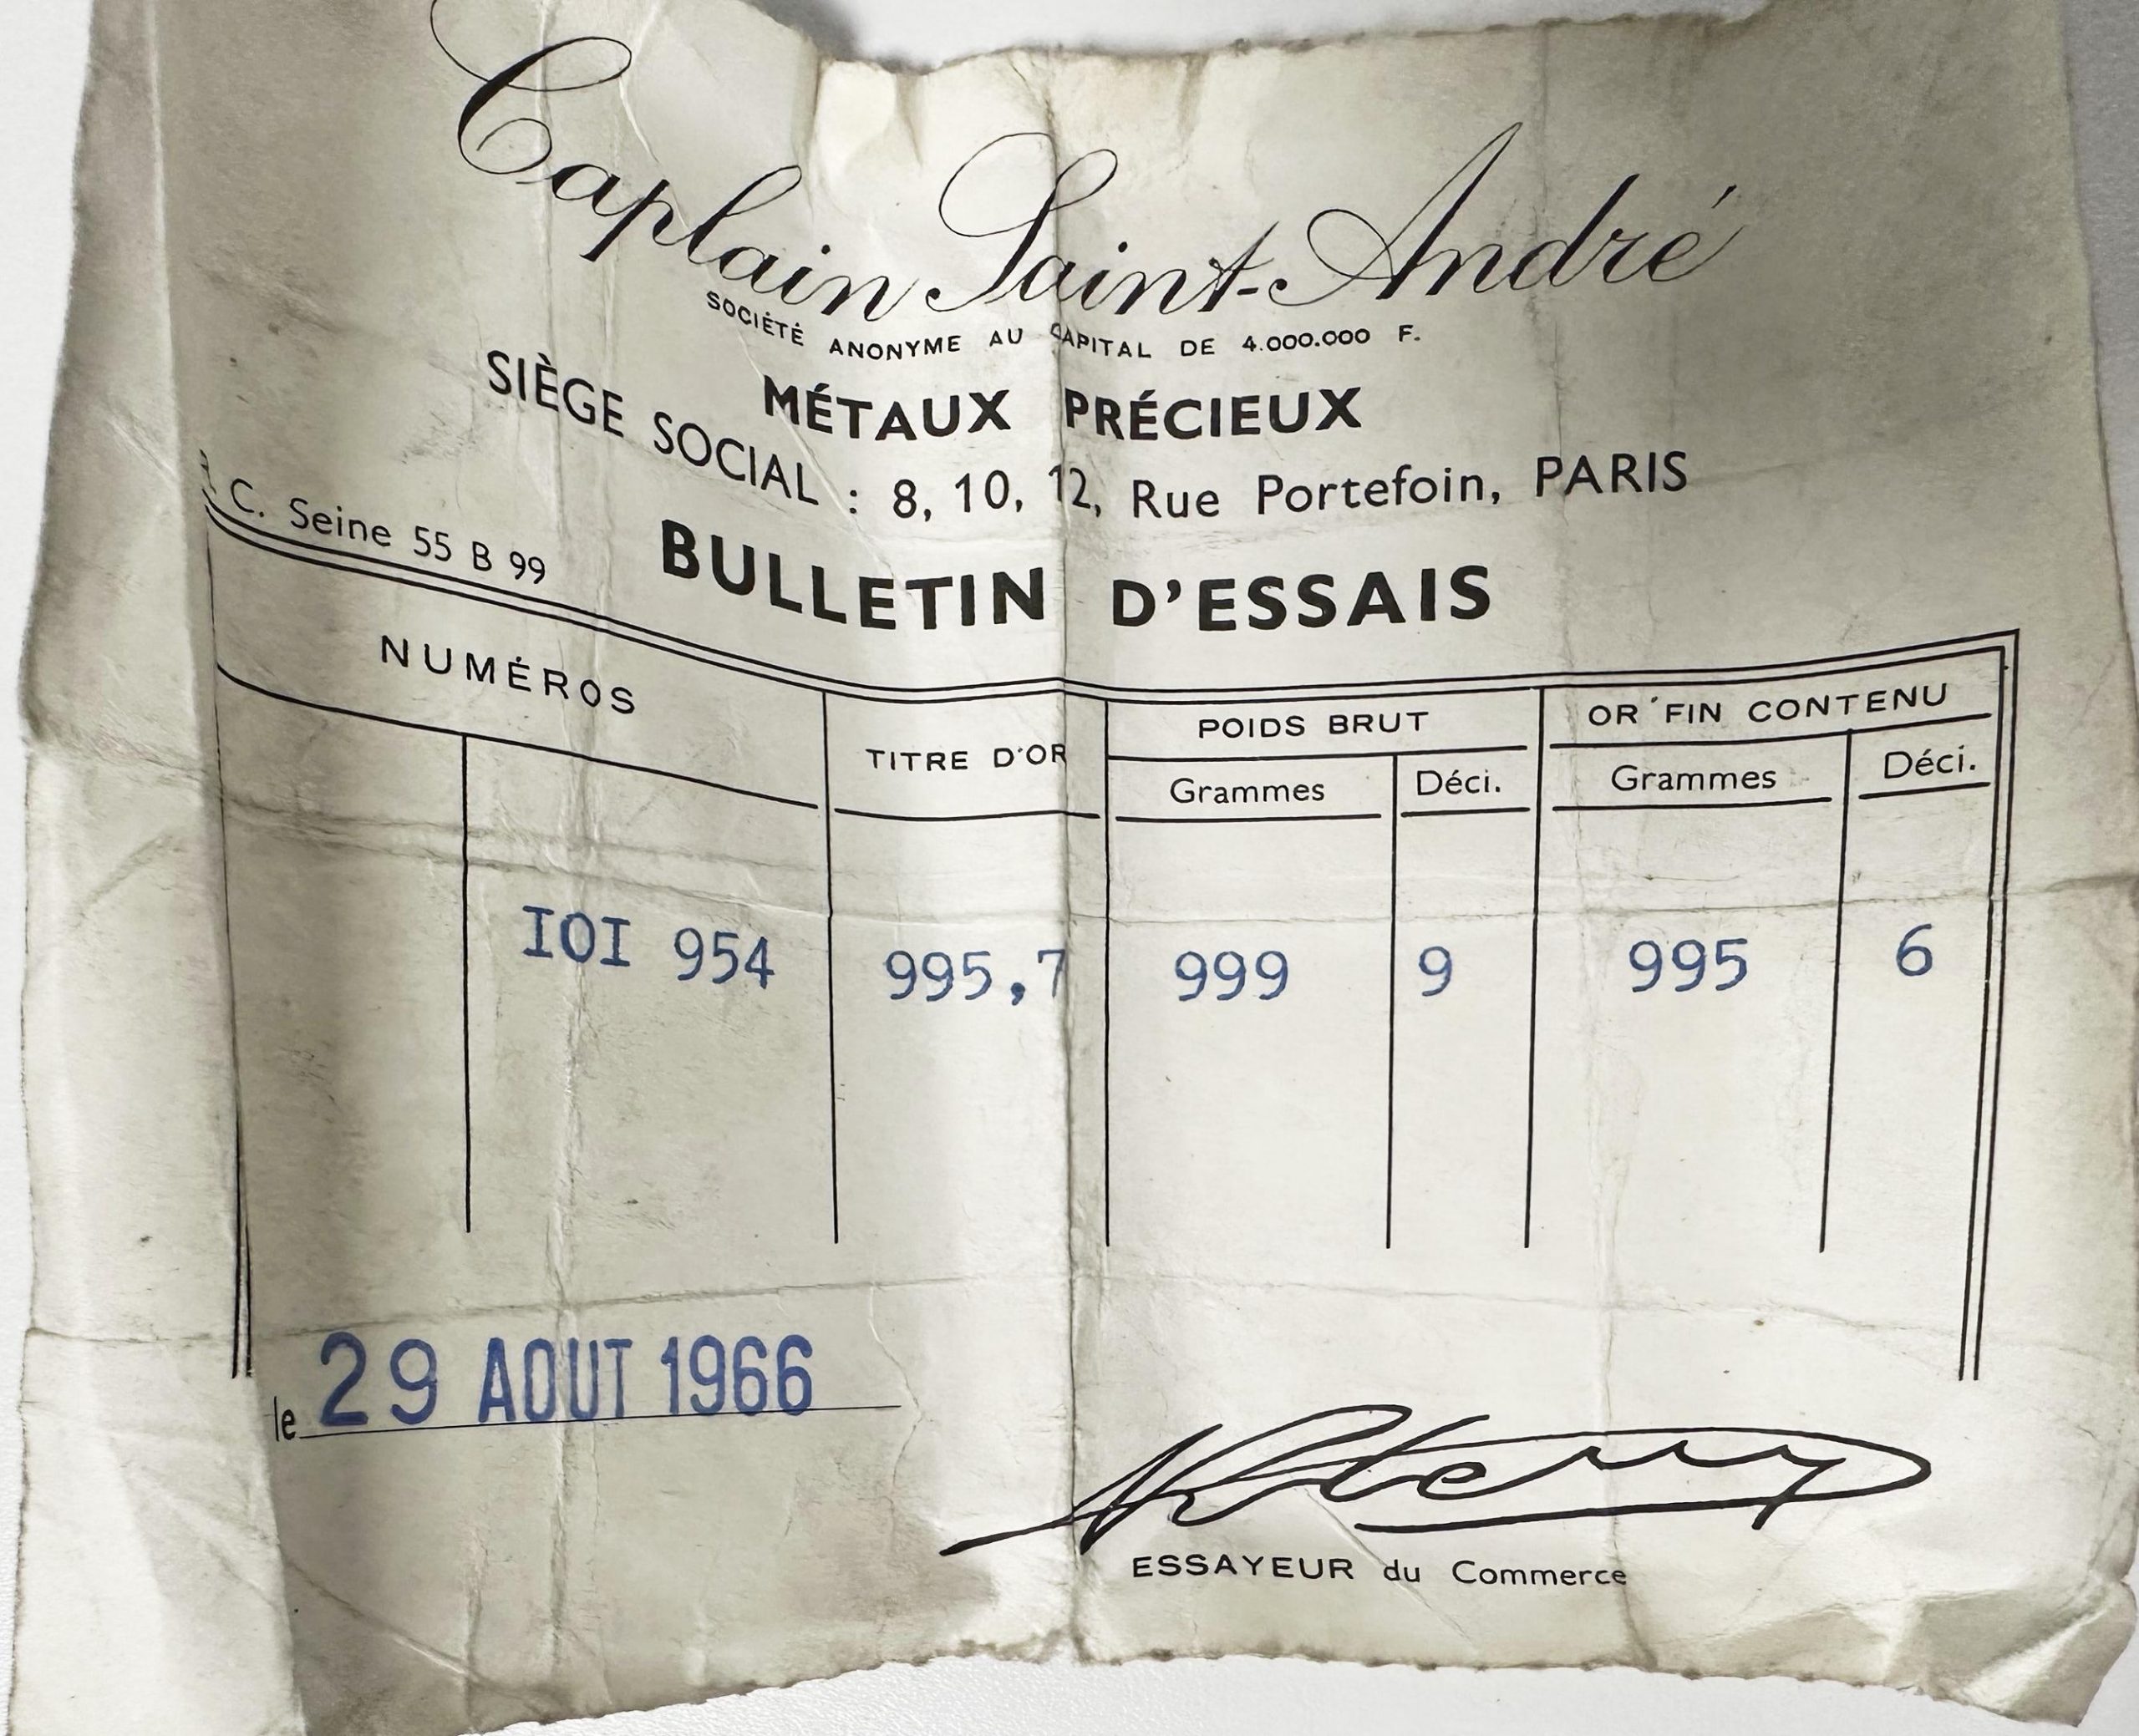 Caplain Saint-André
SOCIÉTÉ ANONYME AU CAPITAL DE 4.000.000 F.
MÉTAUX PRÉCIEUX
SIÈGE SOCIAL : 8, 10, 12, Rue Portefoin, PARIS
C. Seine 55 B 99
BULLETIN D'ESSAIS
NUMÉROS
TITRE D'OR
POIDS BRUT
OR FIN CONTENU
Grammes Déci. Grammes Déci.
IOI 954 995,7 999 9 995 6
le 29 AOUT 1966
ESSAYEUR du Commerce